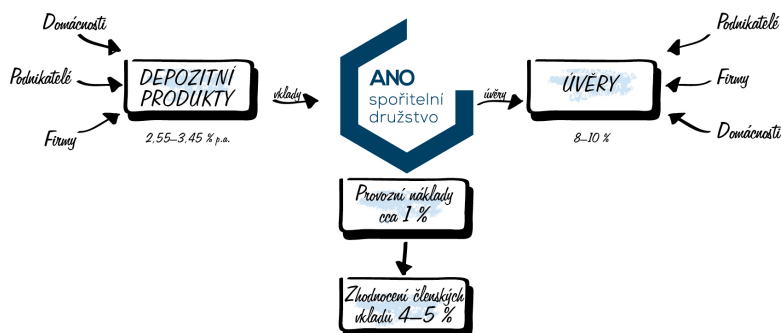 Domácnosti
Podnikatelé
Firmy
DEPOZITNÍ
PRODUKTY
2,55–3,45 % p.a.
vklady
ANO
spořitelní
družstvo
úvěry
ÚVĚRY
8–10 %
Podnikatelé
Firmy
Domácnosti
Provozní náklady
cca 1 %
Zhodnocení členských
vkladů 4–5 %